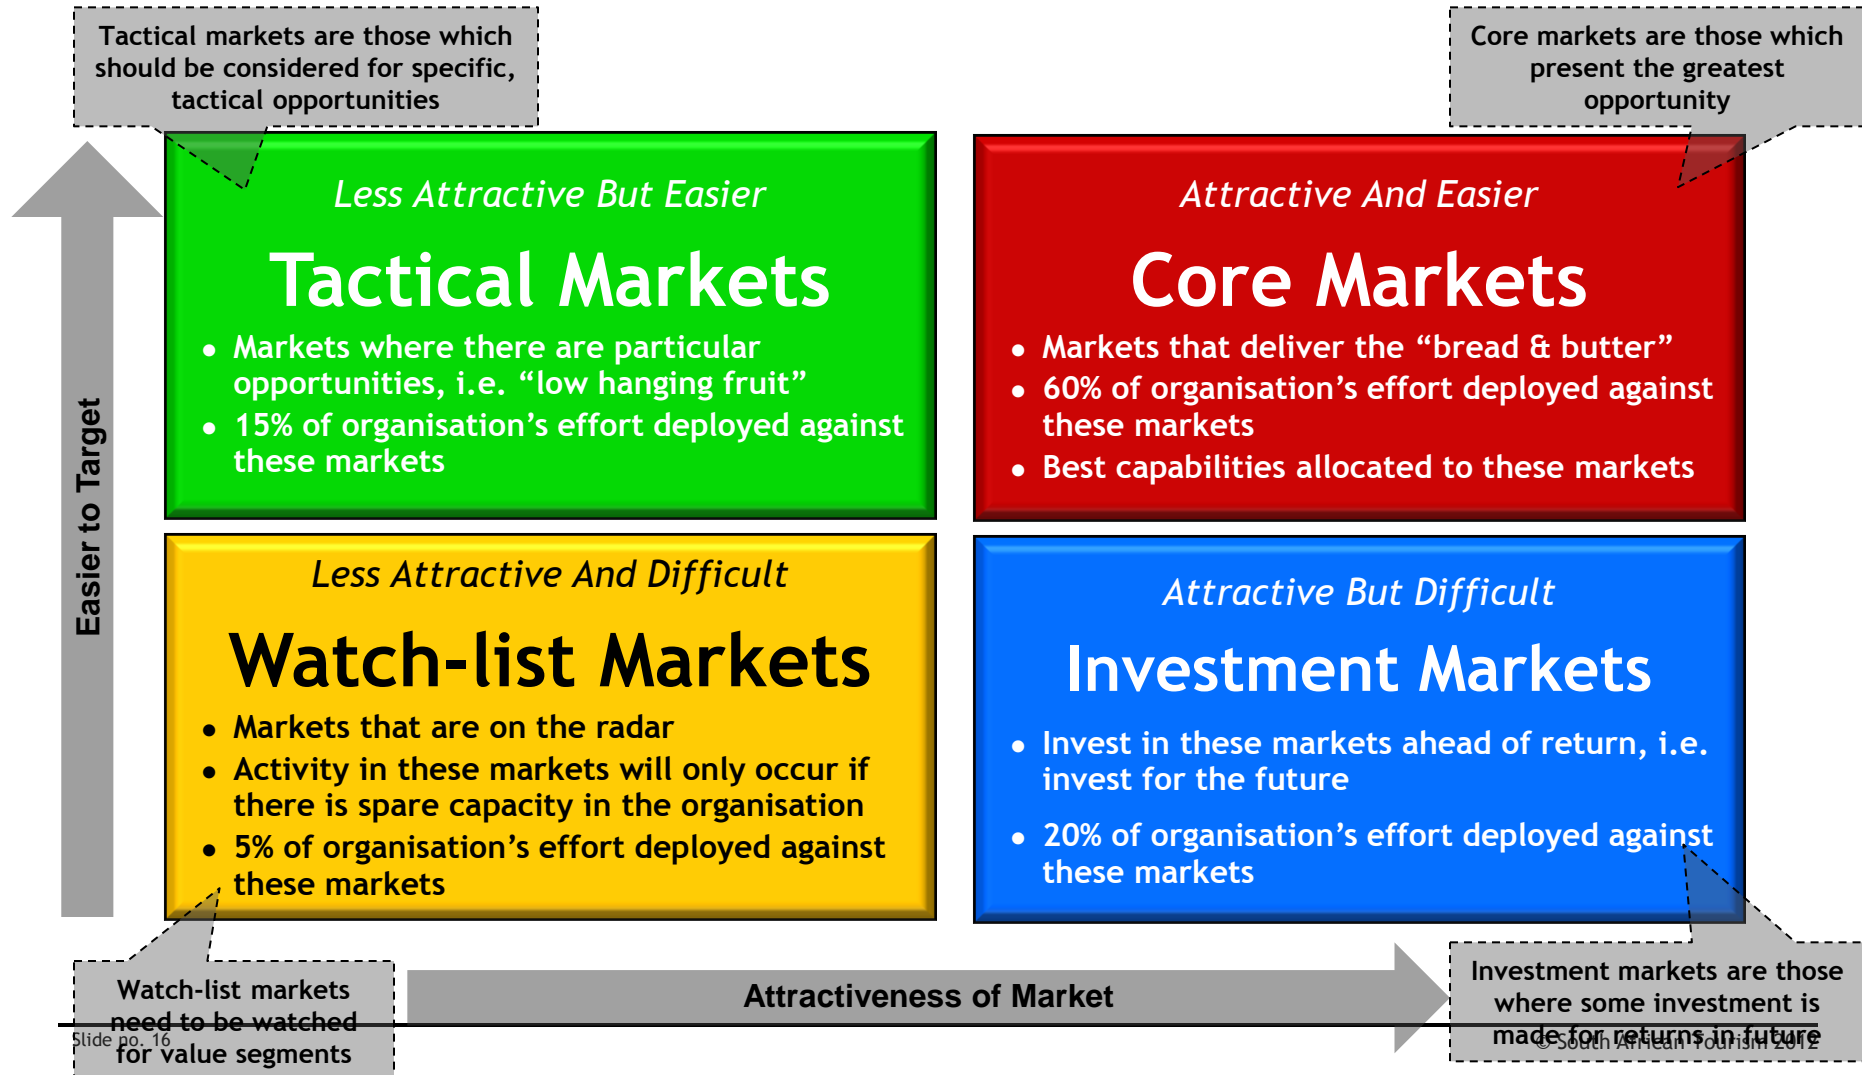 Tactical markets are those which
should be considered for specific,
tactical opportunities
Core markets are those which
present the greatest
opportunity
Less Attractive But Easier
Tactical Markets
• Markets where there are particular
opportunities, i.e. “low hanging fruit”
• 15% of organisation’s effort deployed against
these markets
Attractive And Easier
Core Markets
• Markets that deliver the “bread & butter”
• 60% of organisation’s effort deployed against
these markets
• Best capabilities allocated to these markets
Easier to Target
Less Attractive And Difficult
Watch-list Markets
• Markets that are on the radar
• Activity in these markets will only occur if
there is spare capacity in the organisation
• 5% of organisation’s effort deployed against
these markets
Attractive But Difficult
Investment Markets
• Invest in these markets ahead of return, i.e.
invest for the future
• 20% of organisation’s effort deployed against
these markets
Watch-list markets
need to be watched
for value segments
Attractiveness of Market
Investment markets are those
where some investment is
made for returns in future
Slide no. 16
© South African Tourism 2012